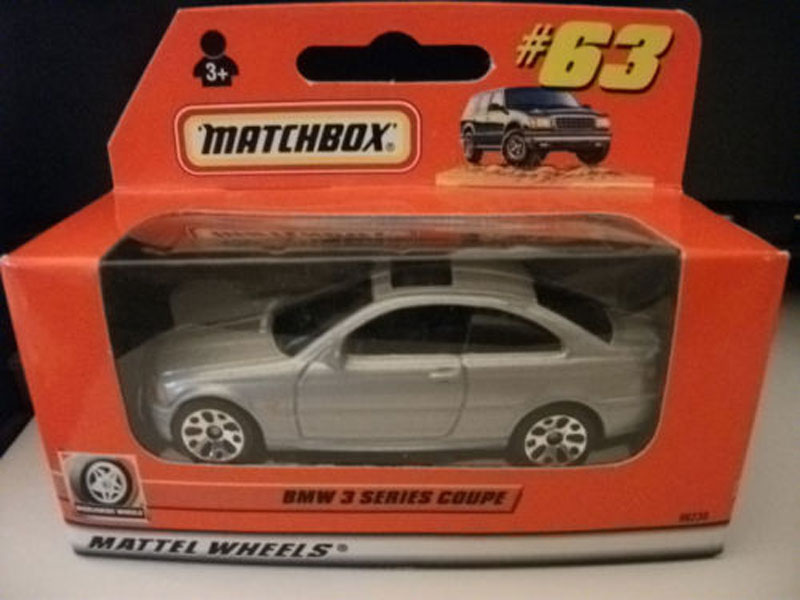 #63
3+
MATCHBOX®
BMW 3 SERIES COUPE
MATTEL WHEELS®